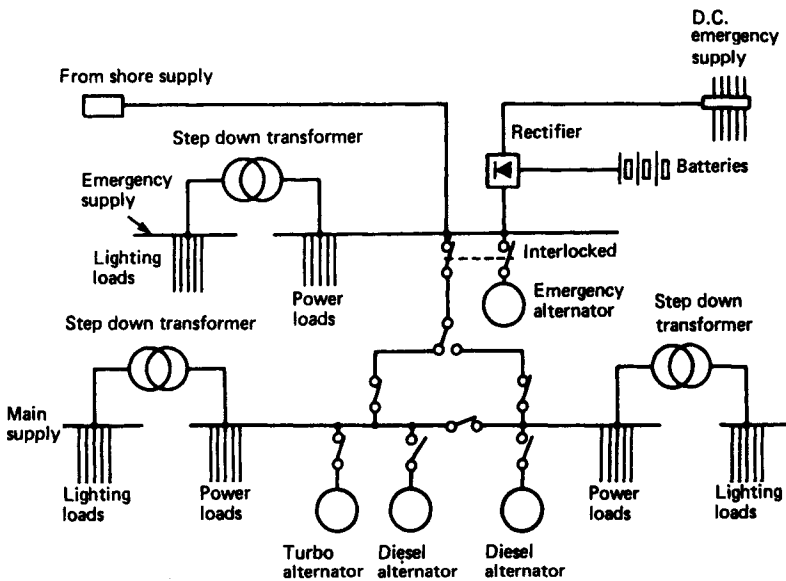 D.C.
emergency
supply
From shore supply
Step down transformer
Rectifier
Batteries
Emergency
supply
Lighting
loads
Power
loads
Interlocked
Emergency
alternator
Step down transformer
Step down
transformer
Main
supply
Lighting
loads
Power
loads
Turbo
alternator
Diesel
alternator
Diesel
alternator
Power
loads
Lighting
loads